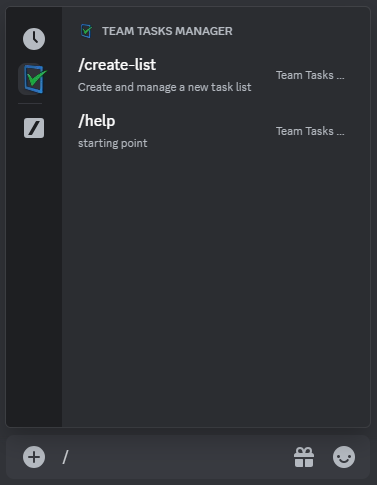 TEAM TASKS MANAGER
/create-list
Create and manage a new task list
Team Tasks ...
/help
starting point
Team Tasks ...
/